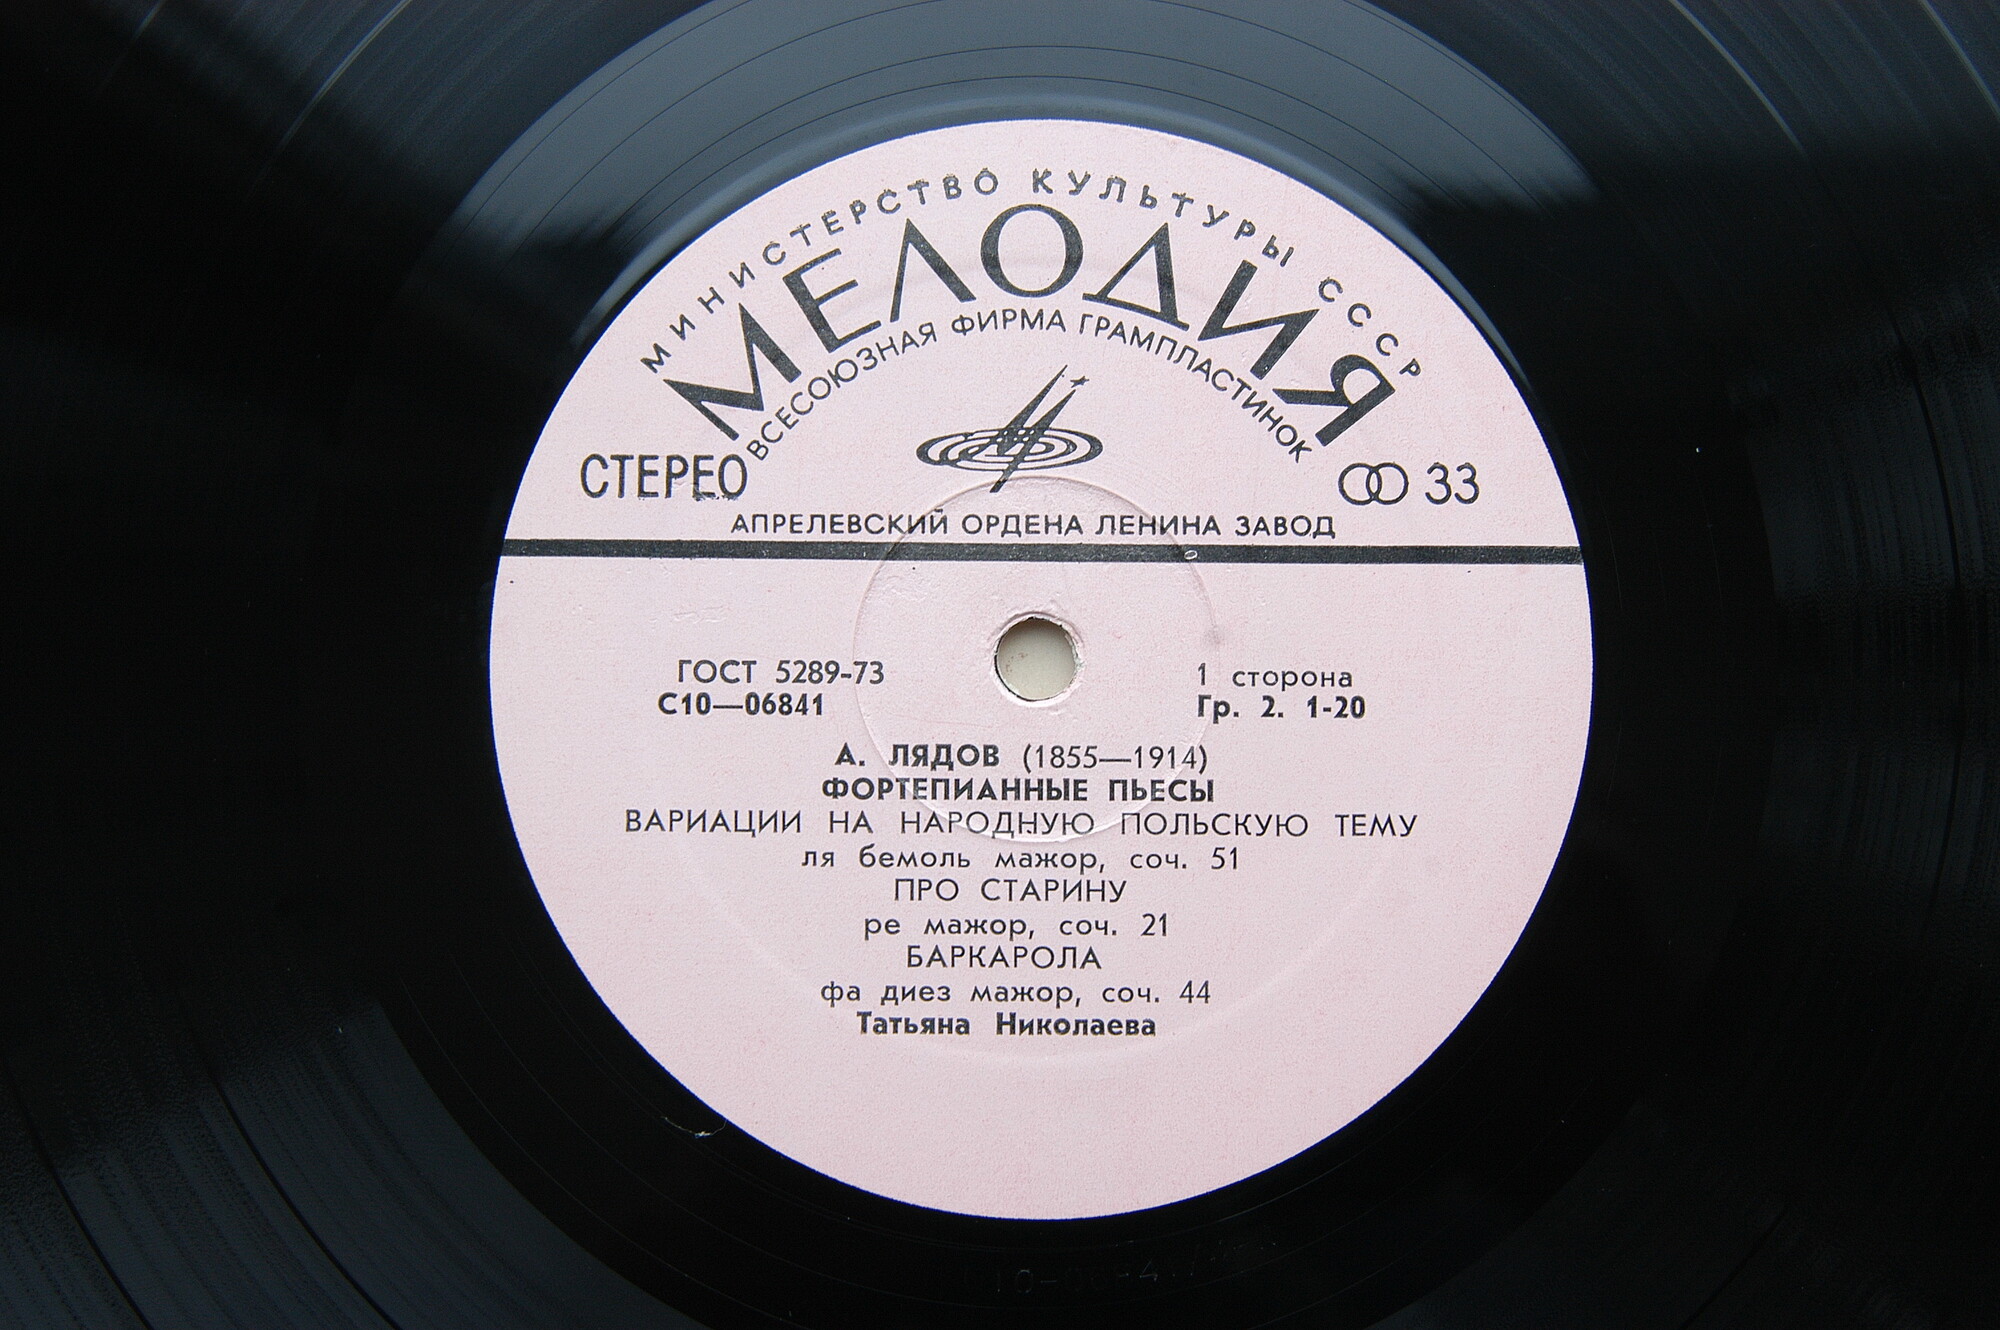 МИНИСТЕРСТВО КУЛЬТУРЫ СССР
МЕЛОДИЯ
ВСЕСОЮЗНАЯ ФИРМА ГРАМПЛАСТИНОК
СТЕРЕО
33
АПРЕЛЕВСКИЙ ОРДЕНА ЛЕНИНА ЗАВОД
ГОСТ 5289-73
1 сторона
С10—06841
Гр. 2. 1-20
А. ЛЯДОВ (1855—1914)
ФОРТЕПИАННЫЕ ПЬЕСЫ
ВАРИАЦИИ НА НАРОДНУЮ ПОЛЬСКУЮ ТЕМУ
ля бемоль мажор, соч. 51
ПРО СТАРИНУ
ре мажор, соч. 21
БАРКАРОЛА
фа диез мажор, соч. 44
Татьяна Николаева